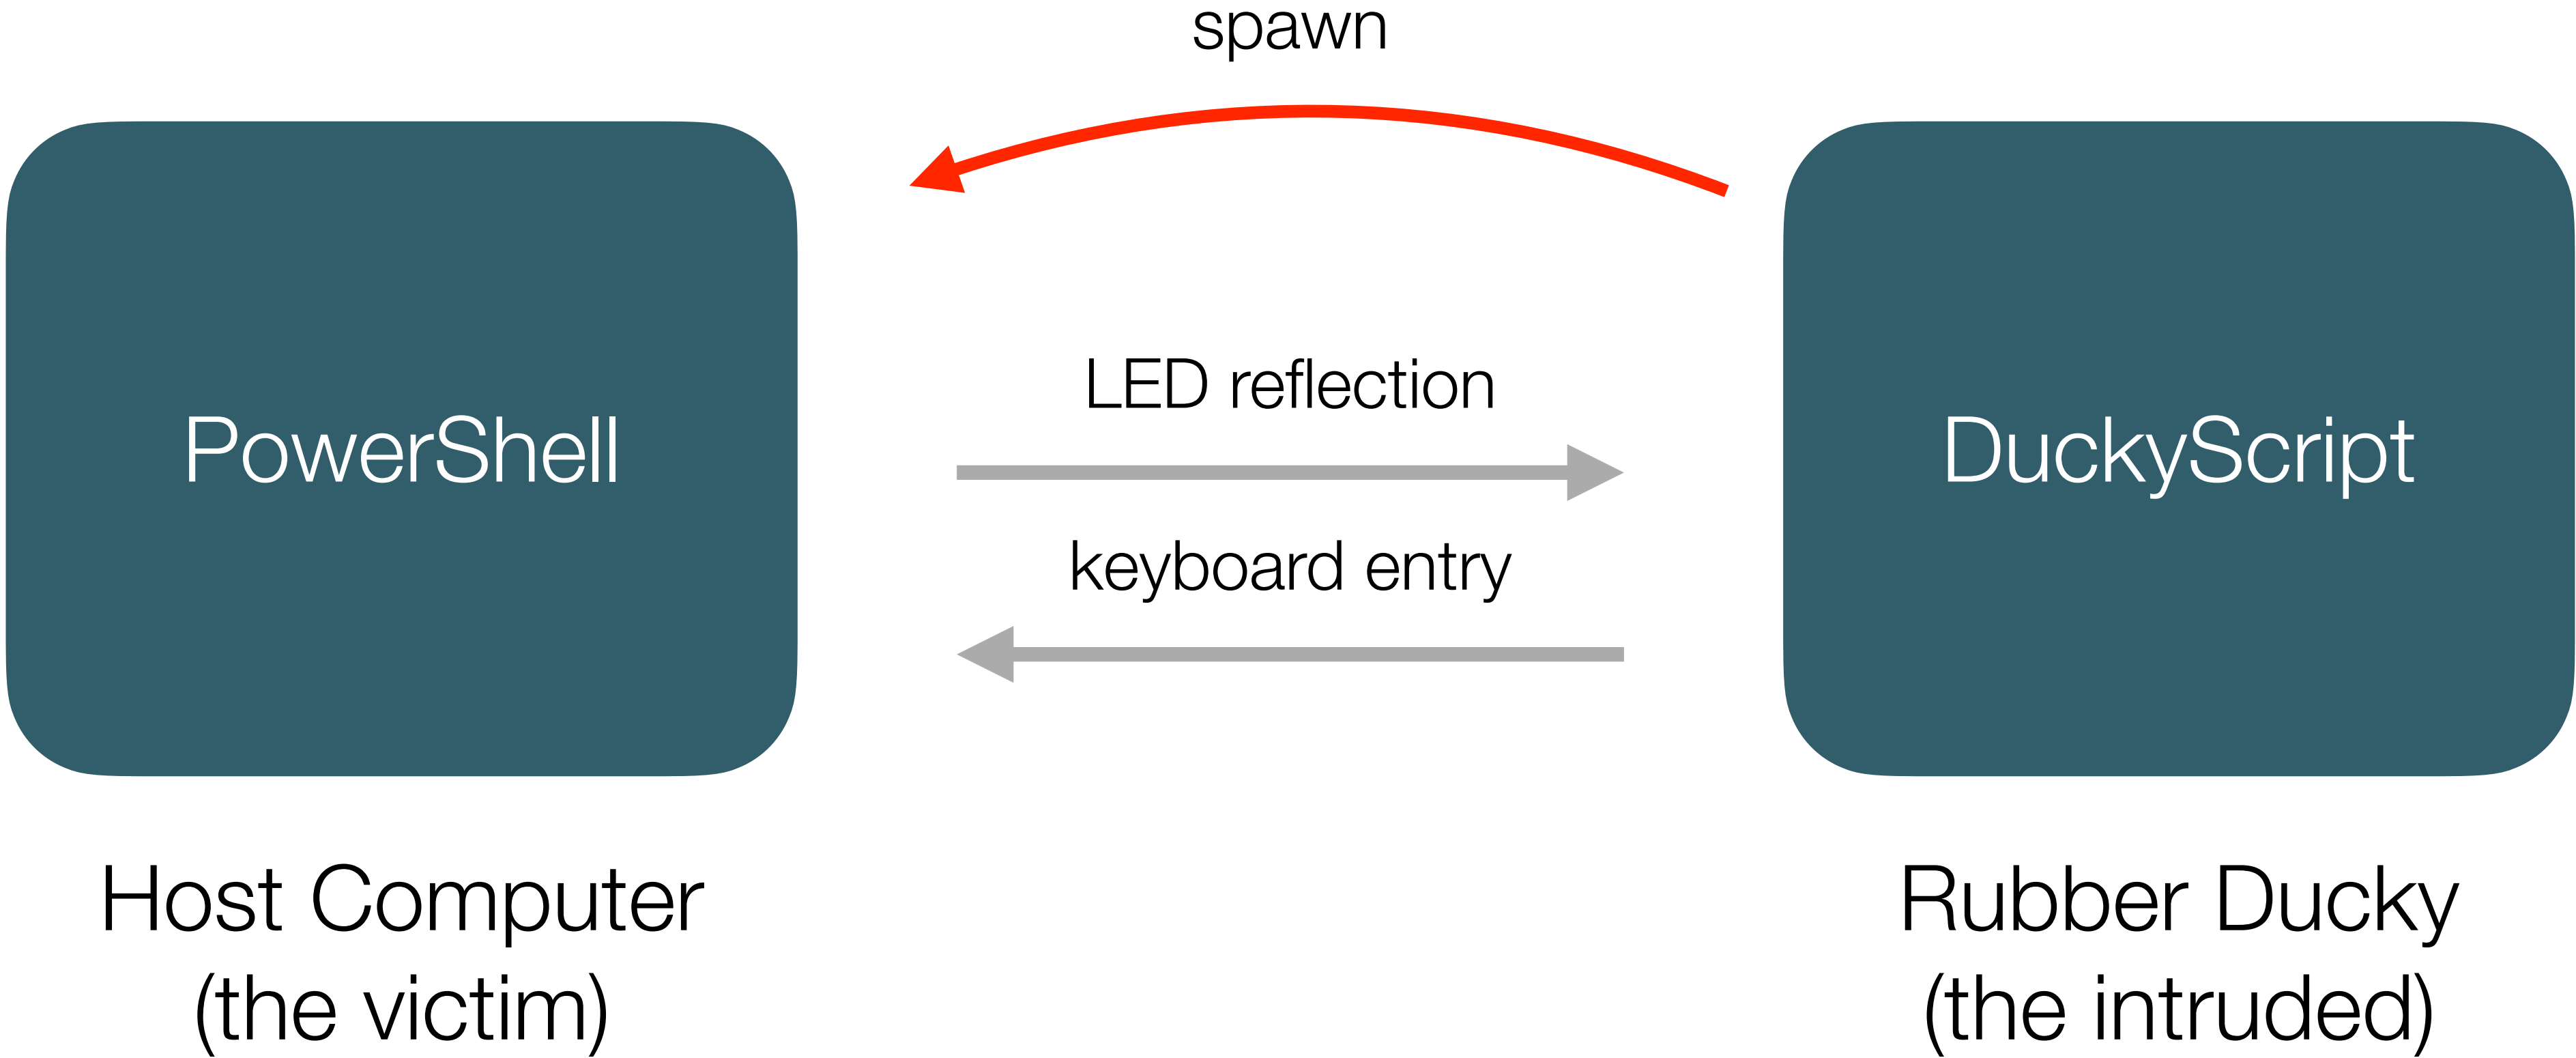 spawn
PowerShell
LED reflection
keyboard entry
DuckyScript
Host Computer
(the victim)
Rubber Ducky
(the intruded)